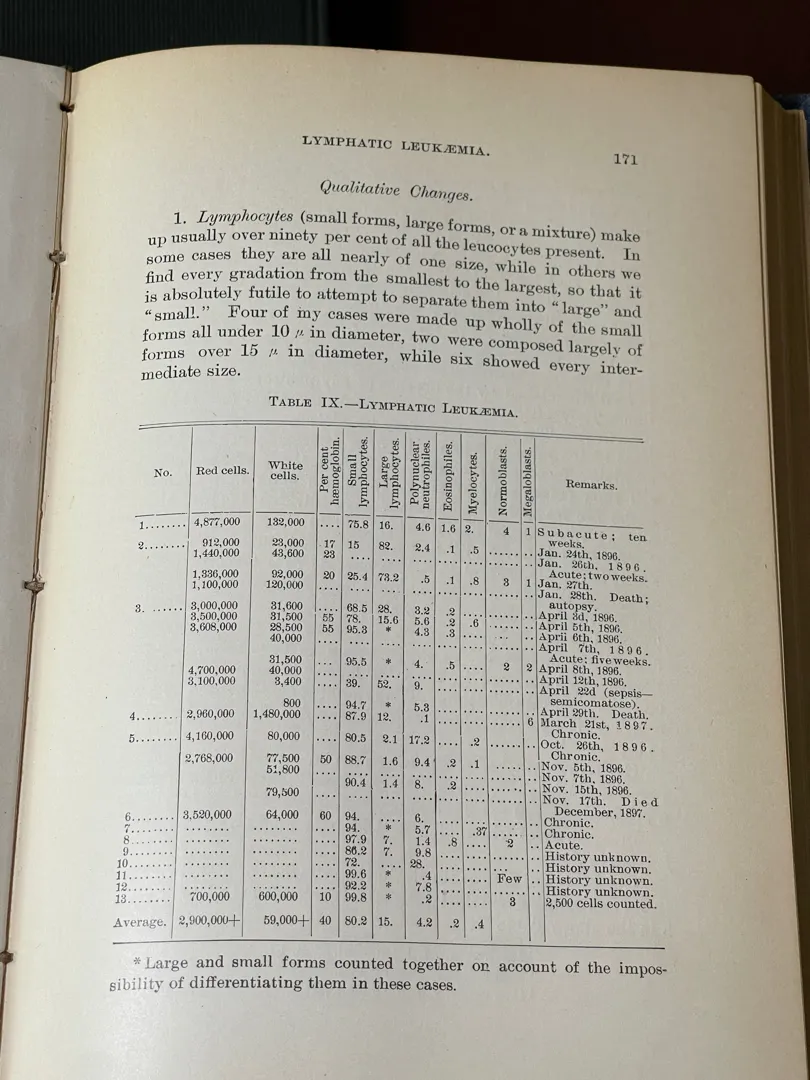 LYMPHATIC LEUKÆMIA.
171
Qualitative Changes.
1. Lymphocytes (small forms, large forms, or a mixture) make
up usually over ninety per cent of all the leucocytes present. In
some cases they are all nearly of one size, while in others we
find every gradation from the smallest to the largest, so that it
is absolutely futile to attempt to separate them into "large" and
"small." Four of my cases were made up wholly of the small
forms all under 10 μ in diameter, two were composed largely of
forms over 15 μ in diameter, while six showed every inter-
mediate size.
TABLE IX.—LYMPHATIC LEUKÆMIA.
No. Red cells. White cells. Per cent hæmoglobin. Small lymphocytes. Large lymphocytes. Polynuclear neutrophiles. Eosinophiles. Myelocytes. Normoblasts. Megaloblasts. Remarks.
1........ 4,877,000 132,000 .... 75.8 16. 4.6 1.6 2. 4 1 Subacute; ten
weeks.
2........ 912,000 23,000 17 15 82. 2.4 .1 .5 ...... .. Jan. 24th, 1896.
1,440,000 43,600 23 .... .... .... .... .... ...... .. Jan. 26th, 1896.
Acute; two weeks.
1,336,000 92,000 20 25.4 73.2 .5 .1 .8 3 1 Jan. 27th.
1,100,000 120,000 .... .... .... .... .... .... ...... .. Jan. 28th. Death;
autopsy.
3. ...... 3,000,000 31,600 .... 68.5 28. 3.2 .2 .... ...... .. April 3d, 1896.
3,500,000 31,500 55 78. 15.6 5.6 .2 .6 ...... .. April 5th, 1896.
3,608,000 28,500 55 95.3 * 4.3 .3 .... ...... .. April 6th, 1896.
40,000 .... .... .... .... .... .... ...... .. April 7th, 1896.
Acute; five weeks.
31,500 ... 95.5 * 4. .5 .... 2 2 April 8th, 1896.
4,700,000 40,000 .... .... .... .... .... .... ...... .. April 12th, 1896.
3,100,000 3,400 .... 39. 52. 9. .... .... ...... .. April 22d (sepsis—
semicomatose).
800 .... 94.7 * 5.3 .... .... ...... .. April 29th. Death.
4........ 2,960,000 1,480,000 .... 87.9 12. .1 .... .... ...... 6 March 21st, 1897.
Chronic.
5........ 4,160,000 80,000 .... 80.5 2.1 17.2 .... .2 ...... .. Oct. 26th, 1896.
Chronic.
2,768,000 77,500 50 88.7 1.6 9.4 .2 .1 ...... .. Nov. 5th, 1896.
51,800 .... .... .... .... .... .... ...... .. Nov. 7th, 1896.
90.4 1.4 8. .2 .... ...... .. Nov. 15th, 1896.
79,500 .... .... .... .... .... .... ...... .. Nov. 17th. Died
December, 1897.
6........ 3,520,000 64,000 60 94. .... 6. .... .... ...... .. Chronic.
7........ ........ ........ .... 94. * 5.7 .... .37 ...... .. Chronic.
8........ ........ ........ .... 97.9 7. 1.4 .8 .... 2 .. Acute.
9........ ........ ........ .... 86.2 7. 9.8 .... .... ...... .. History unknown.
10........ ........ ........ .... 72. .... 28. .... .... ... .. History unknown.
11........ ........ ........ .... 99.6 * .4 .... .... Few .. History unknown.
12........ ........ ........ .... 92.2 * 7.8 .... .... ...... .. History unknown.
13........ 700,000 600,000 10 99.8 * .2 .... .... 3 .. 2,500 cells counted.
Average. 2,900,000+ 59,000+ 40 80.2 15. 4.2 .2 .4
* Large and small forms counted together on account of the impos-
sibility of differentiating them in these cases.